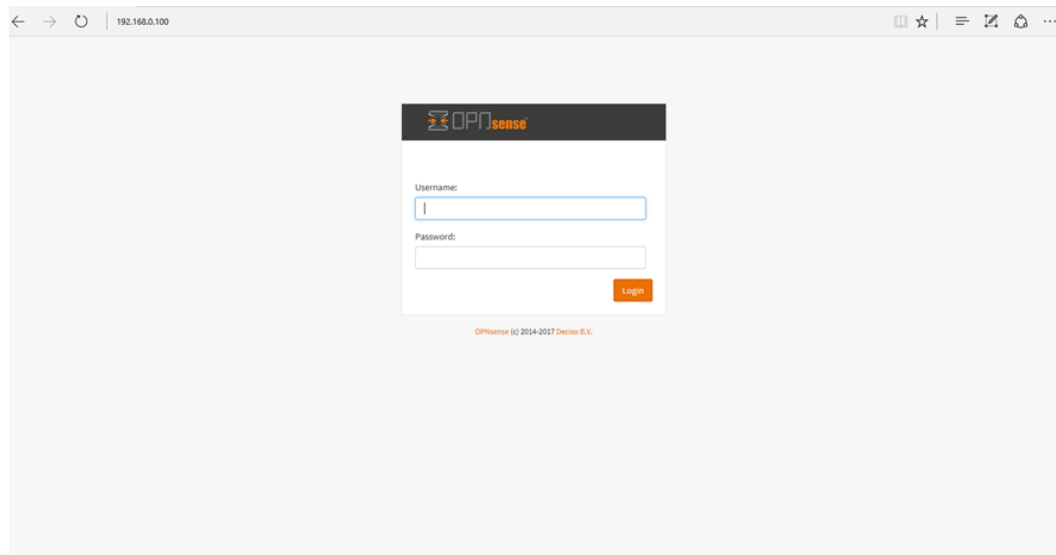 192.168.0.100
OPNsense
Username:
Password:
Login
OPNsense (c) 2014-2017 Deciso B.V.